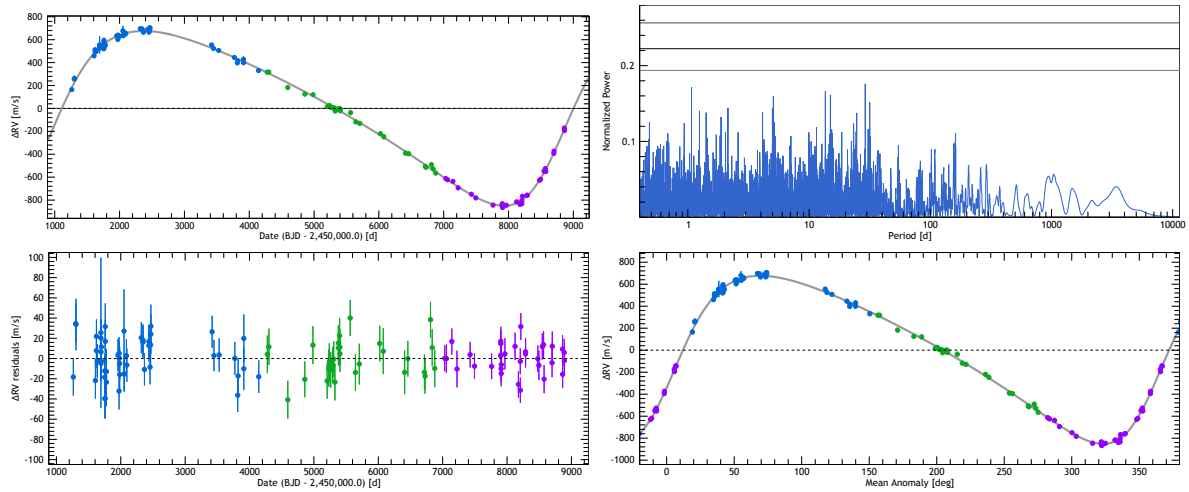 800
600
400
200
0
-200
-400
-600
-800
ΔRV [m/s]
1000 2000 3000 4000 5000 6000 7000 8000 9000
Date (BJD - 2,450,000.0) [d]
0.2
0.1
Normalized Power
1 10 100 1000 10000
Period [d]
100
80
60
40
20
0
-20
-40
-60
-80
-100
ΔRV residuals [m/s]
1000 2000 3000 4000 5000 6000 7000 8000 9000
Date (BJD - 2,450,000.0) [d]
800
600
400
200
0
-200
-400
-600
-800
-1000
ΔRV [m/s]
0 50 100 150 200 250 300 350
Mean Anomaly [deg]